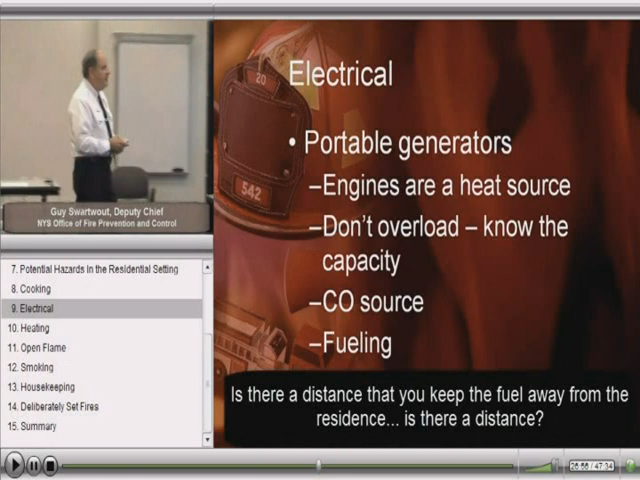 Guy Swartwout, Deputy Chief
NYS Office of Fire Prevention and Control
7. Potential Hazards in the Residential Setting
8. Cooking
9. Electrical
10. Heating
11. Open Flame
12. Smoking
13. Housekeeping
14. Deliberately Set Fires
15. Summary
20
542
Electrical
• Portable generators
–Engines are a heat source
–Don't overload – know the
capacity
–CO source
–Fueling
Is there a distance that you keep the fuel away from the
residence... is there a distance?